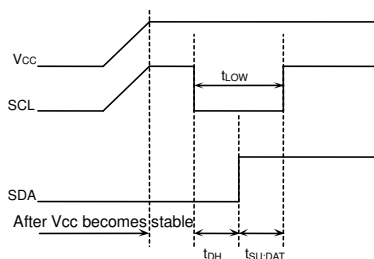 VCC
tLOW
SCL
SDA
After Vcc becomes stable
tDH
tSU;DAT